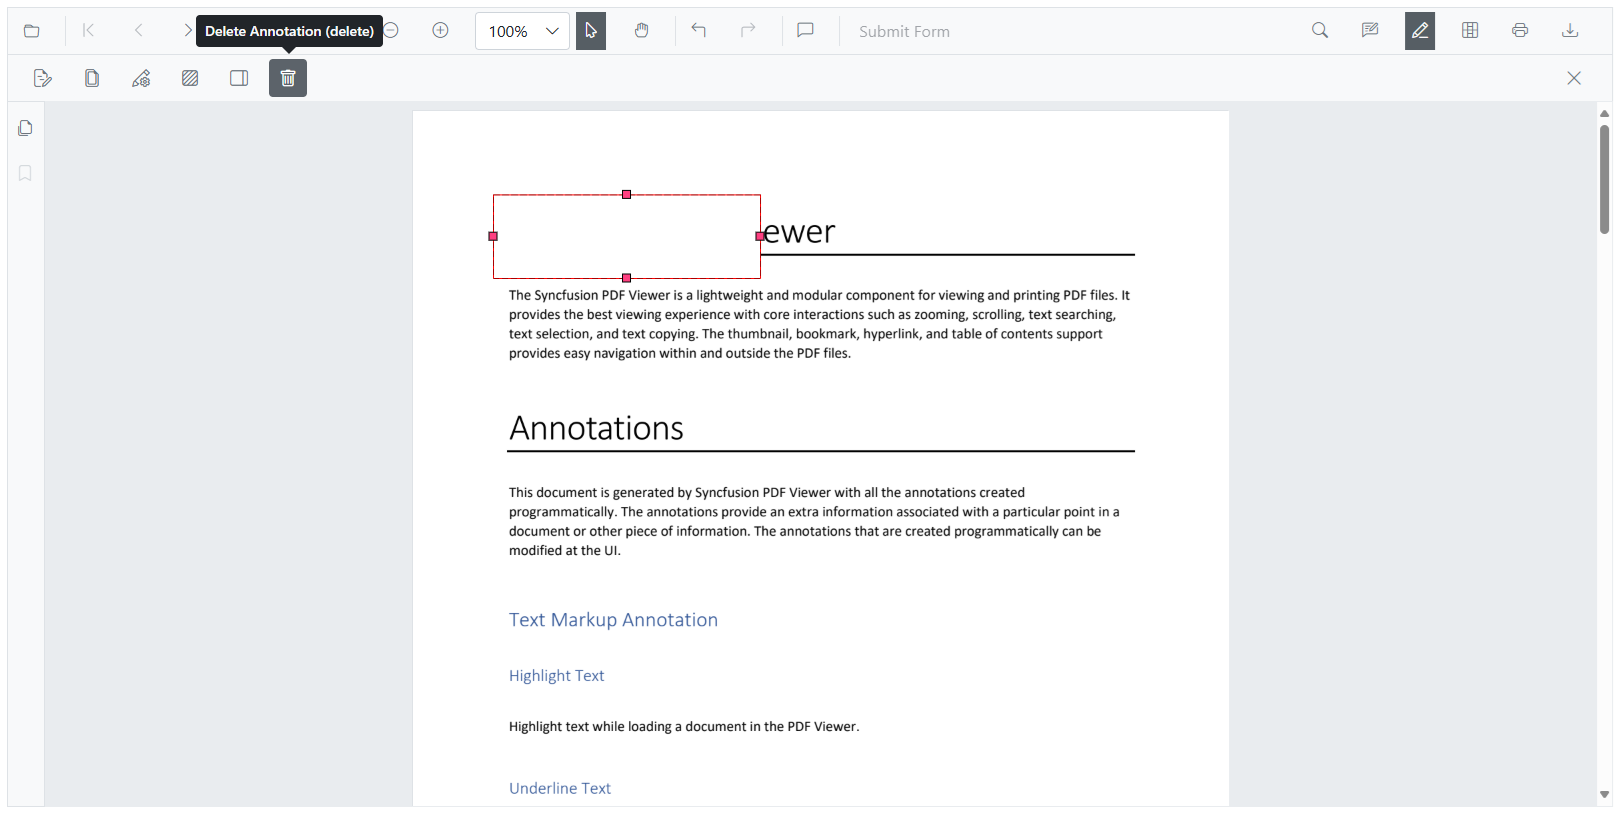 Delete Annotation (delete)
100%
Submit Form
ewer
The Syncfusion PDF Viewer is a lightweight and modular component for viewing and printing PDF files. It
provides the best viewing experience with core interactions such as zooming, scrolling, text searching,
text selection, and text copying. The thumbnail, bookmark, hyperlink, and table of contents support
provides easy navigation within and outside the PDF files.
Annotations
This document is generated by Syncfusion PDF Viewer with all the annotations created
programmatically. The annotations provide an extra information associated with a particular point in a
document or other piece of information. The annotations that are created programmatically can be
modified at the UI.
Text Markup Annotation
Highlight Text
Highlight text while loading a document in the PDF Viewer.
Underline Text